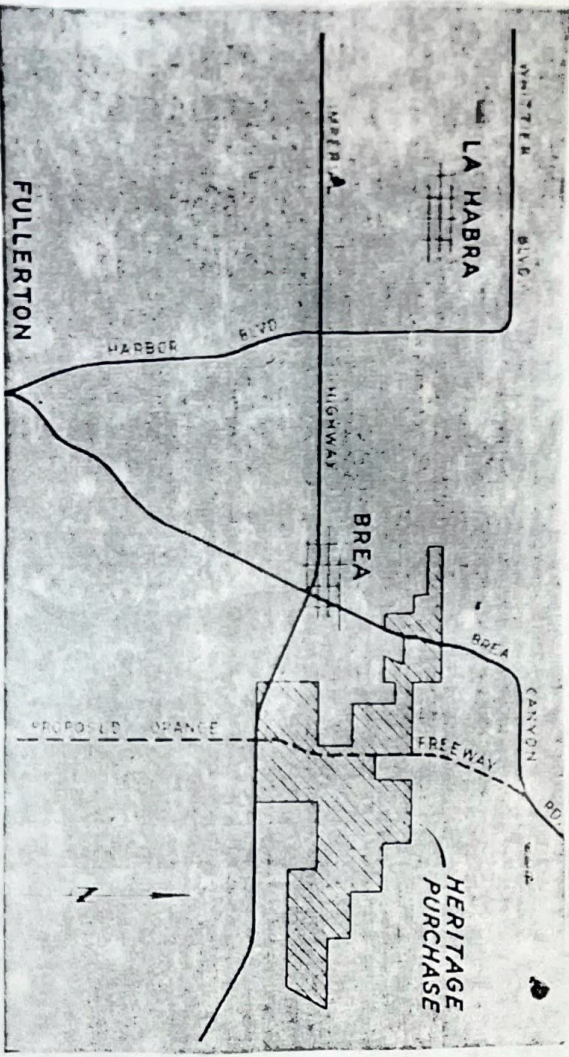 WHITTIER BLVD.
LA HABRA
IMPERIAL HIGHWAY
HARBOR BLVD
FULLERTON
BREA
BREA CANYON RD.
PROPOSED ORANGE FREEWAY
HERITAGE
PURCHASE
N